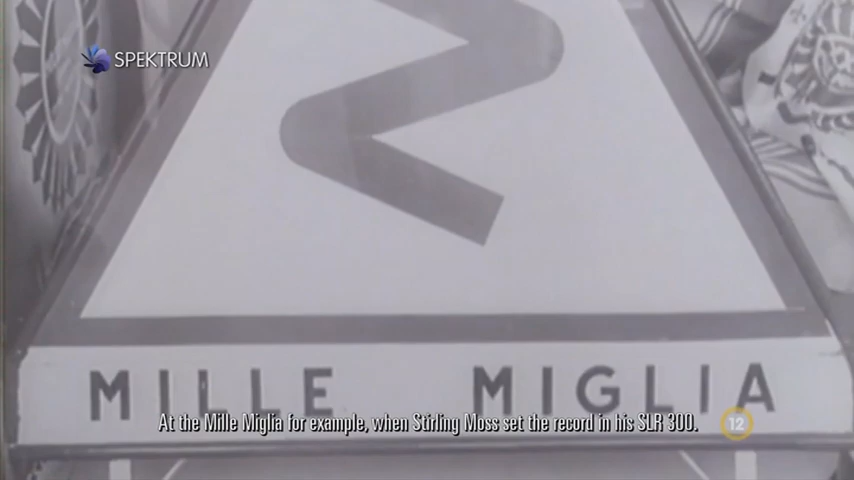 SPEKTRUM
MILLE MIGLIA
At the Mille Miglia for example, when Stirling Moss set the record in his SLR 300.
12